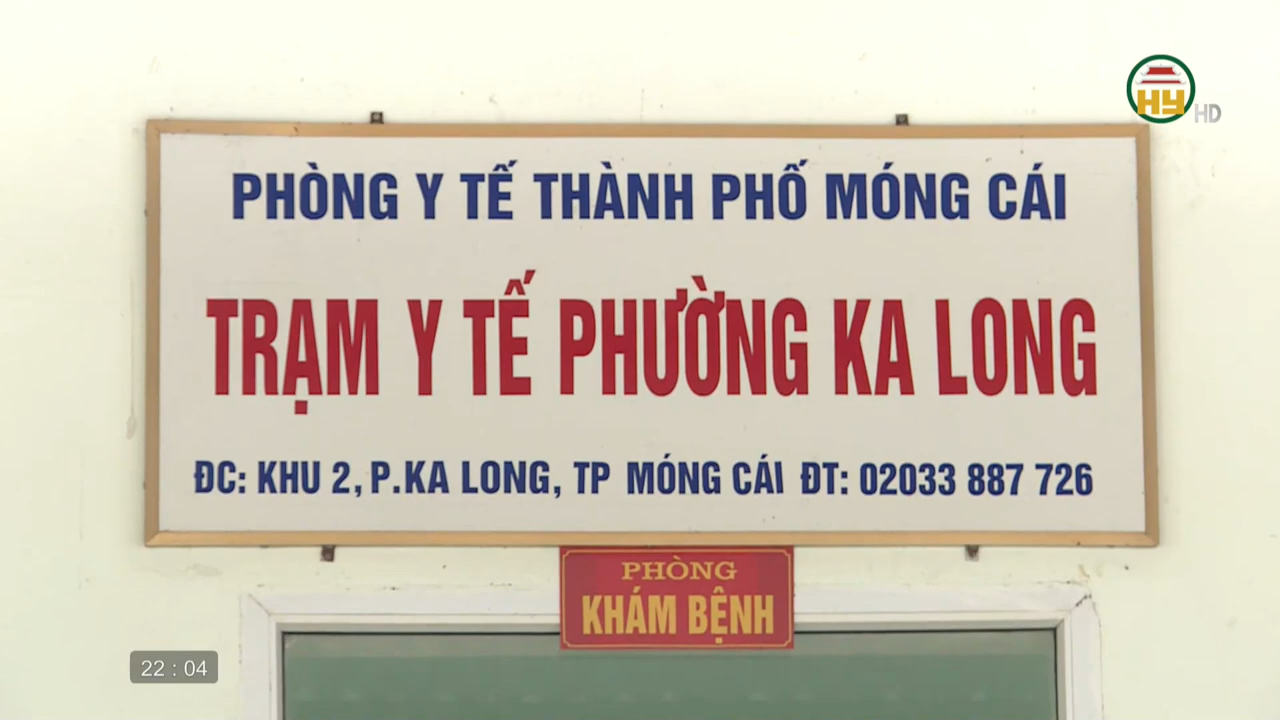 HY HD
PHÒNG Y TẾ THÀNH PHỐ MÓNG CÁI
TRẠM Y TẾ PHƯỜNG KA LONG
ĐC: KHU 2, P.KA LONG, TP MÓNG CÁI ĐT: 02033 887 726
PHÒNG
KHÁM BỆNH
22 : 04